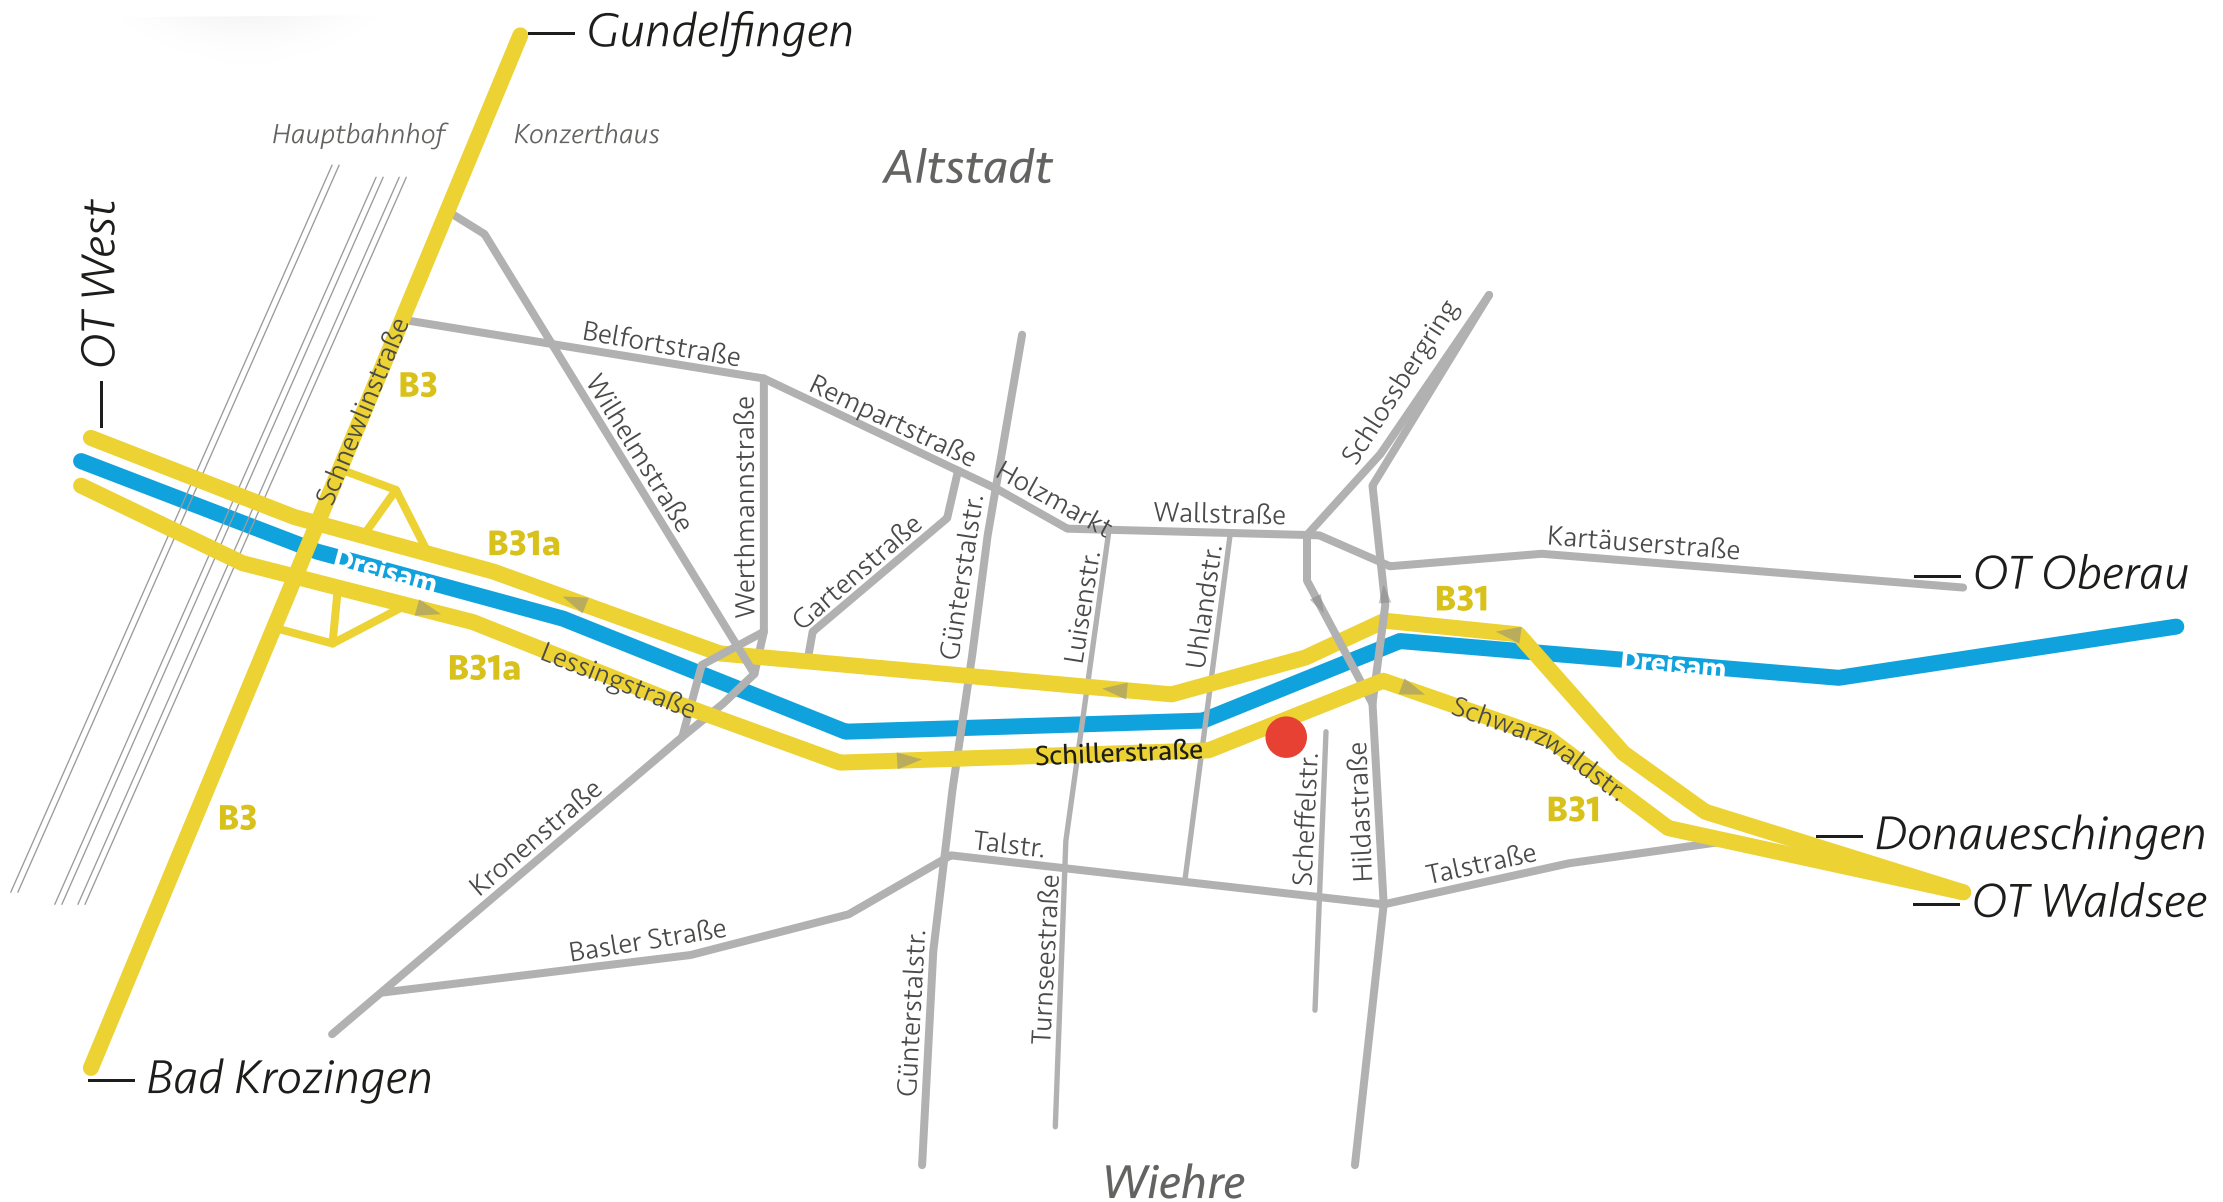 Gundelfingen
Hauptbahnhof
Konzerthaus
Altstadt
OT West
Schnewlinstraße
B3
Belfortstraße
Wilhelmstraße
Werthmannstraße
Rempartstraße
Gartenstraße
Holzmarkt
Günterstalstr.
Luisenstr.
Wallstraße
Uhlandstr.
Schlossbergring
Kartäuserstraße
OT Oberau
B31a
Dreisam
B31
Dreisam
B31a
Lessingstraße
Schillerstraße
Schwarzwaldstr.
B31
B3
Kronenstraße
Scheffelstr.
Hildastraße
Talstr.
Talstraße
Donaueschingen
OT Waldsee
Basler Straße
Günterstalstr.
Turnseestraße
Bad Krozingen
Wiehre